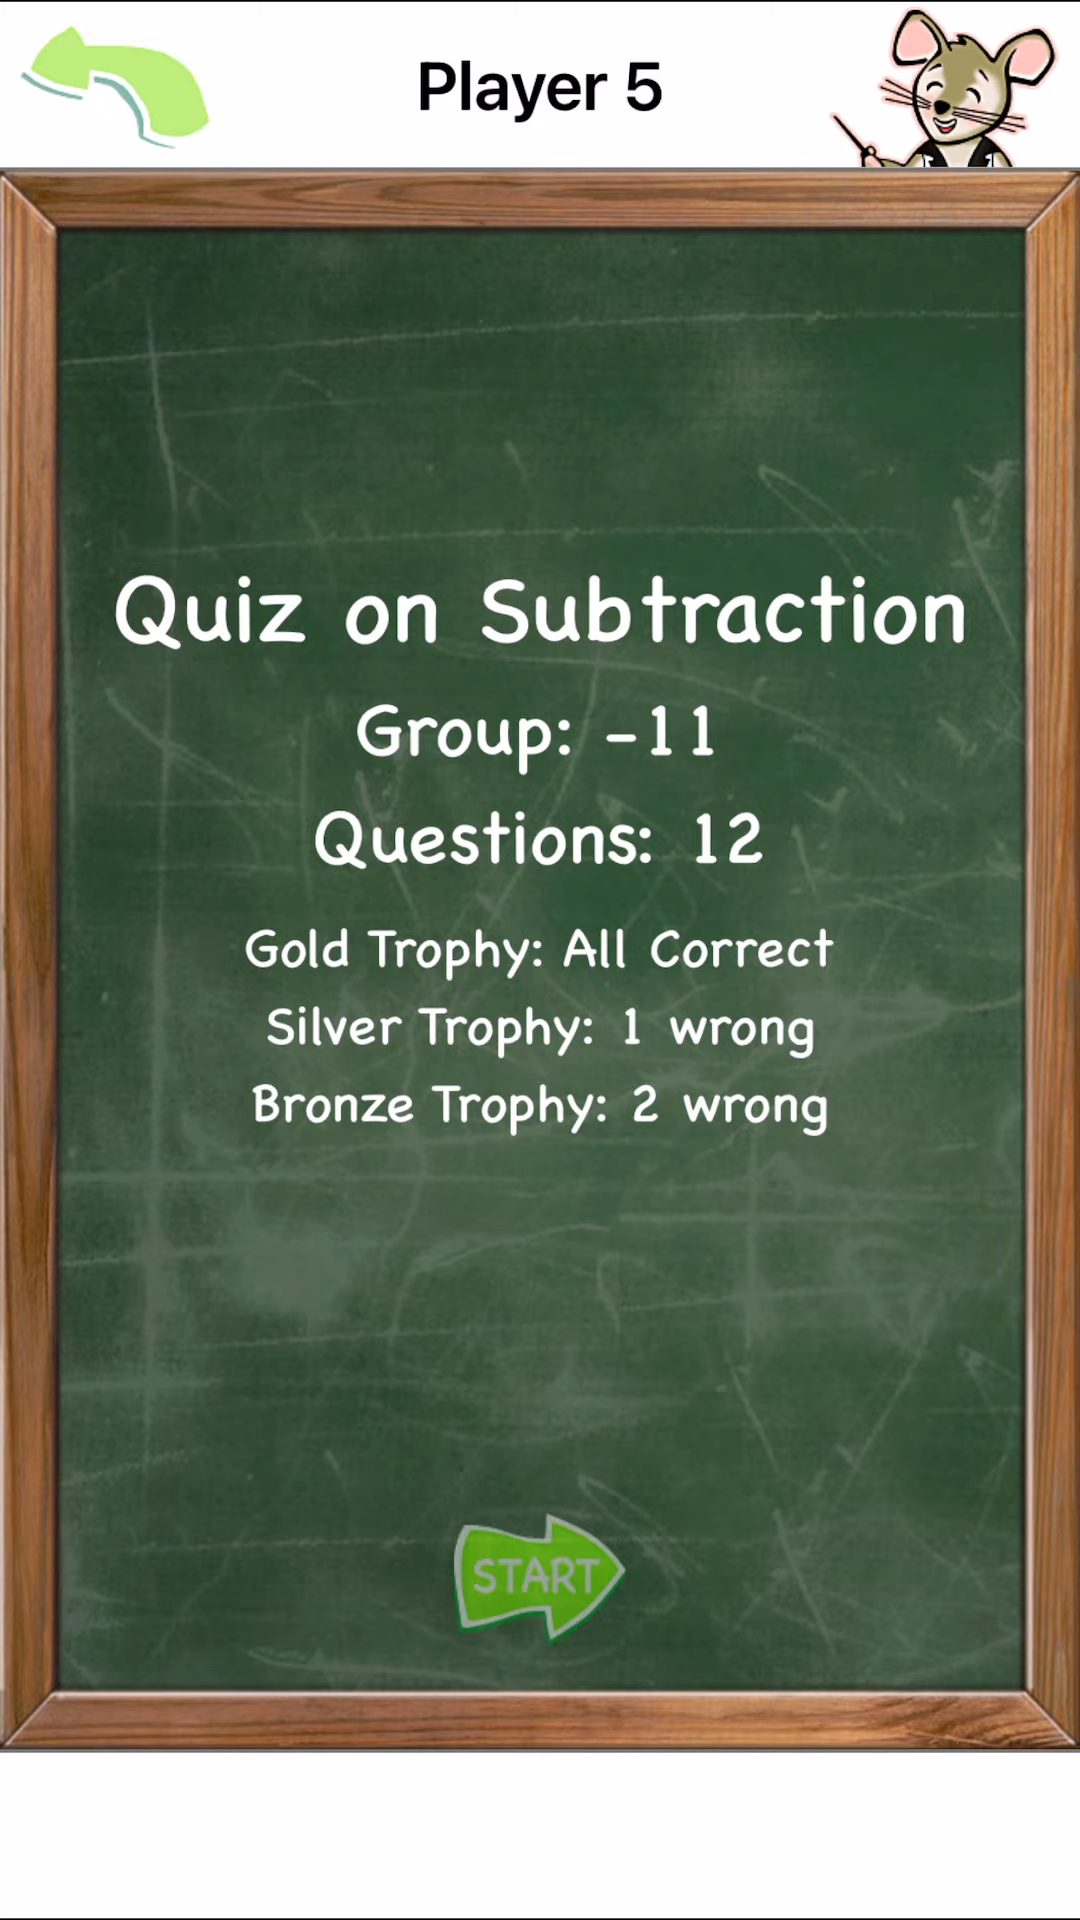 Player 5
Quiz on Subtraction
Group: -11
Questions: 12
Gold Trophy: All Correct
Silver Trophy: 1 wrong
Bronze Trophy: 2 wrong
START